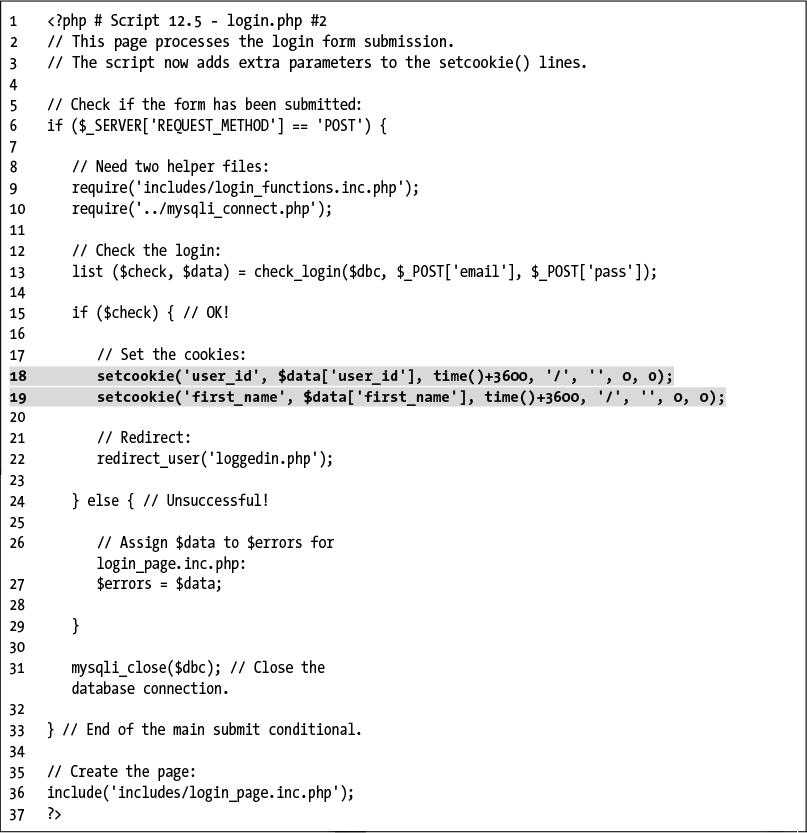 1 <?php # Script 12.5 - login.php #2
2 // This page processes the login form submission.
3 // The script now adds extra parameters to the setcookie() lines.
4
5 // Check if the form has been submitted:
6 if ($_SERVER['REQUEST_METHOD'] == 'POST') {
7
8 // Need two helper files:
9 require('includes/login_functions.inc.php');
10 require('../mysqli_connect.php');
11
12 // Check the login:
13 list ($check, $data) = check_login($dbc, $_POST['email'], $_POST['pass']);
14
15 if ($check) { // OK!
16
17 // Set the cookies:
18 setcookie('user_id', $data['user_id'], time()+3600, '/', '', 0, 0);
19 setcookie('first_name', $data['first_name'], time()+3600, '/', '', 0, 0);
20
21 // Redirect:
22 redirect_user('loggedin.php');
23
24 } else { // Unsuccessful!
25
26 // Assign $data to $errors for
login_page.inc.php:
27 $errors = $data;
28
29 }
30
31 mysqli_close($dbc); // Close the
database connection.
32
33 } // End of the main submit conditional.
34
35 // Create the page:
36 include('includes/login_page.inc.php');
37 ?>